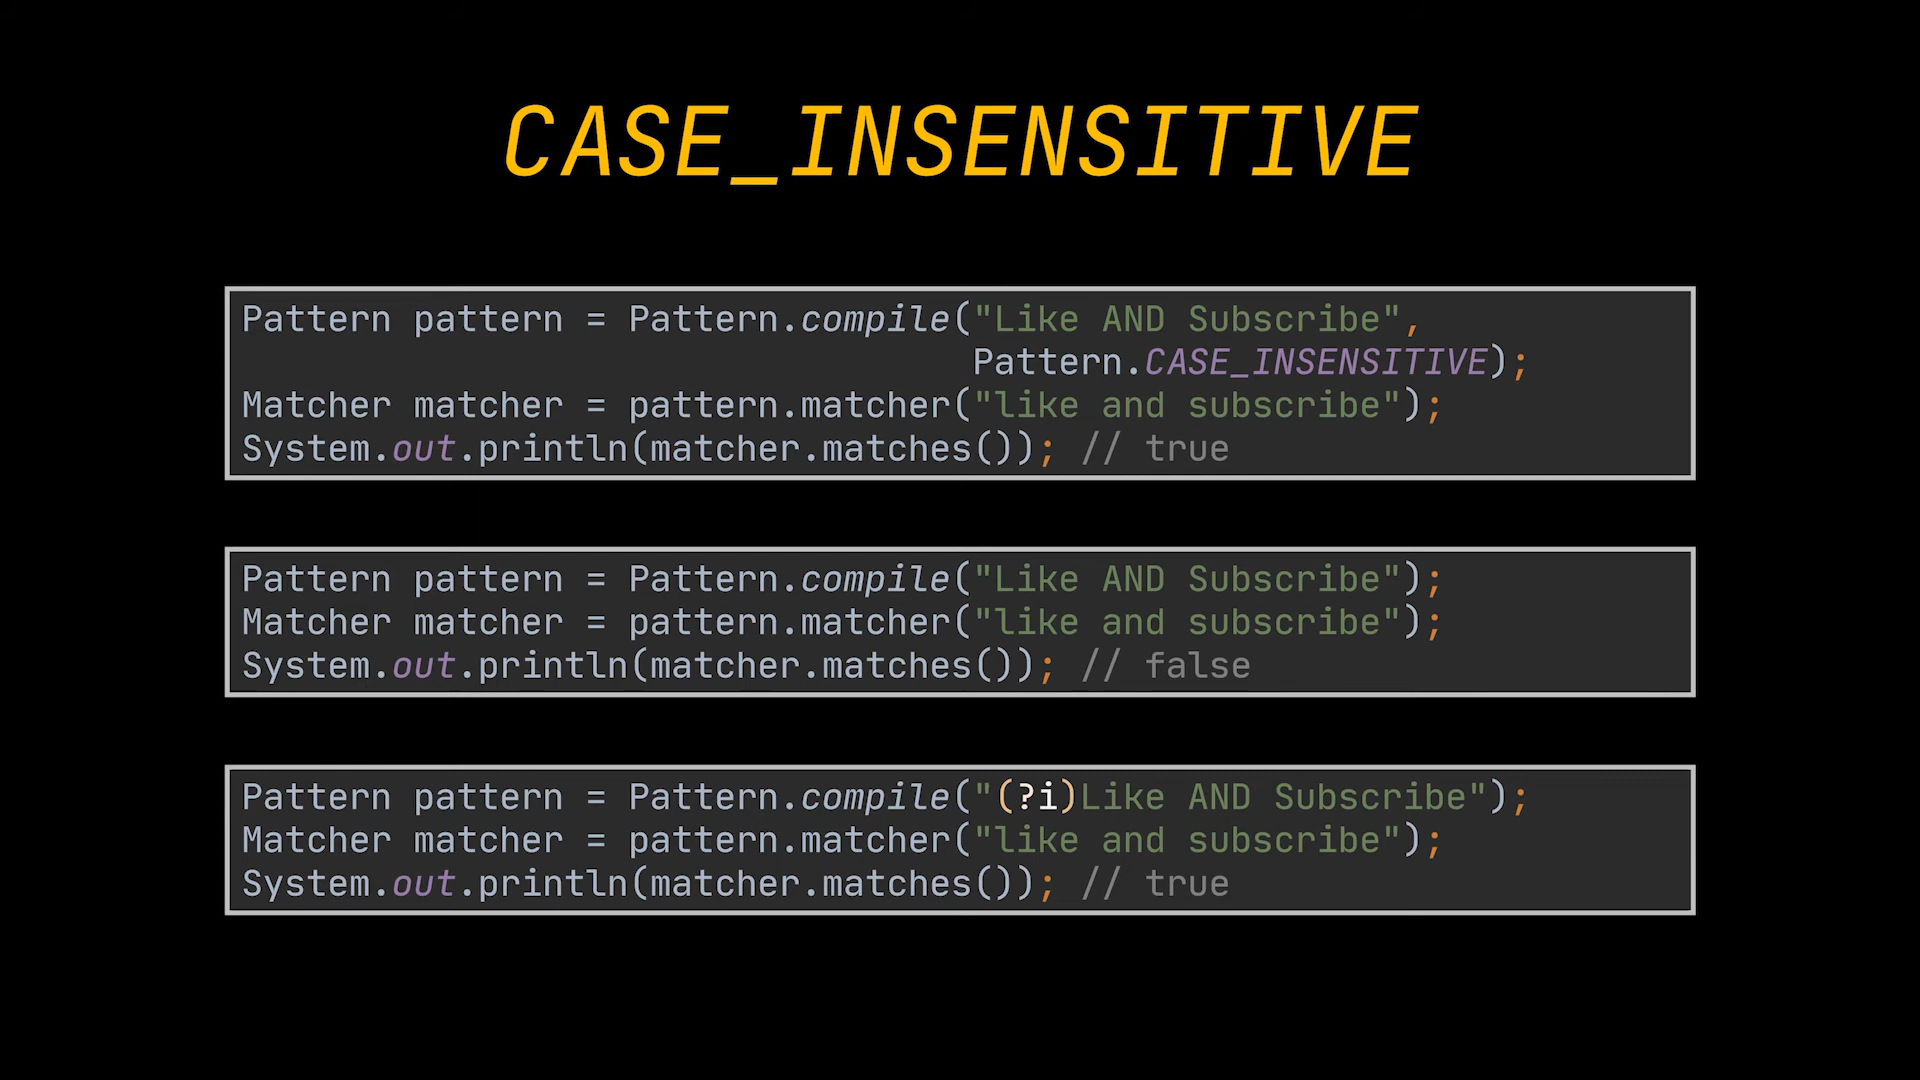 CASE_INSENSITIVE
Pattern pattern = Pattern.compile("Like AND Subscribe",
Pattern.CASE_INSENSITIVE);
Matcher matcher = pattern.matcher("like and subscribe");
System.out.println(matcher.matches()); // true
Pattern pattern = Pattern.compile("Like AND Subscribe");
Matcher matcher = pattern.matcher("like and subscribe");
System.out.println(matcher.matches()); // false
Pattern pattern = Pattern.compile("(?i)Like AND Subscribe");
Matcher matcher = pattern.matcher("like and subscribe");
System.out.println(matcher.matches()); // true